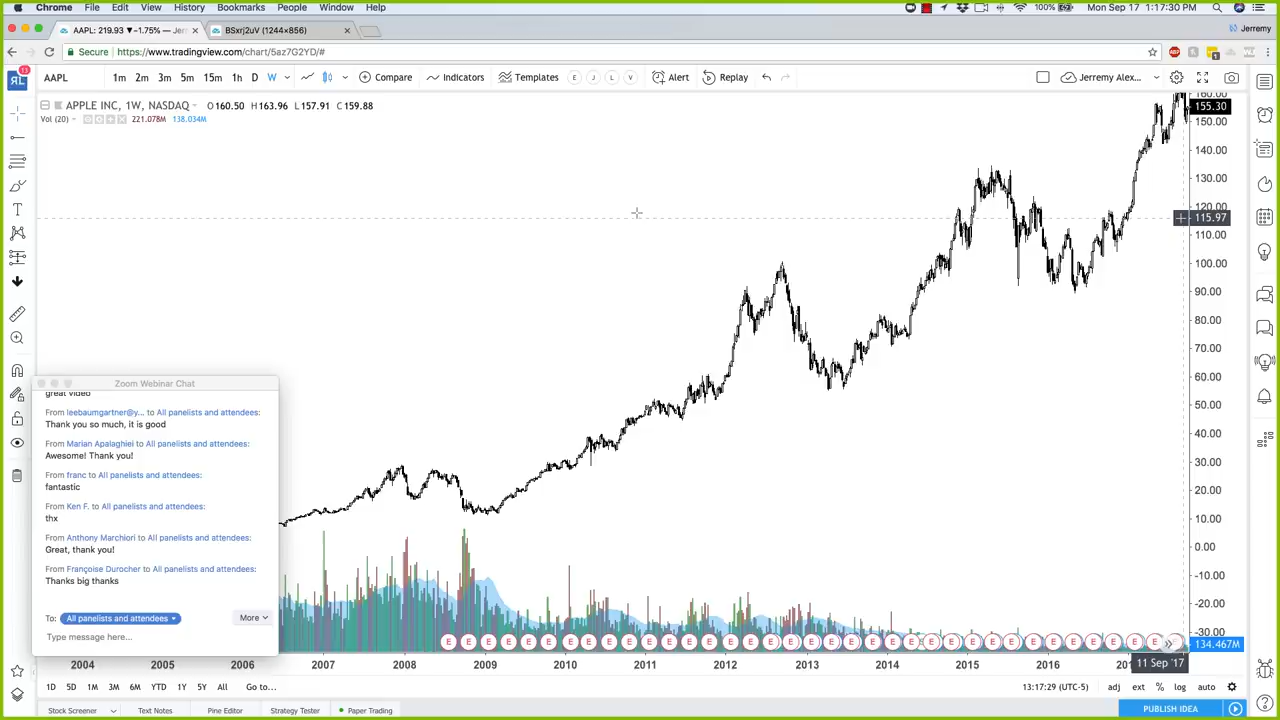 Chrome File Edit View History Bookmarks People Window Help 100% Mon Sep 17 1:17:30 PM
AAPL: 219.93 ▼-1.75% — Jerr × BSxrj2uV (1244×856) × Jerremy
Secure https://www.tradingview.com/chart/5az7G2YD/#
AAPL 1m 2m 3m 5m 15m 1h D W Compare Indicators Templates E J L V Alert Replay Jerremy Alex...
APPLE INC, 1W, NASDAQ O160.50 H163.96 L157.91 C159.88
Vol (20) 221.078M 138.034M
160.00
155.30
150.00
140.00
130.00
120.00
115.97
110.00
100.00
90.00
80.00
70.00
60.00
50.00
40.00
30.00
20.00
10.00
0.00
-10.00
-20.00
-30.00
134.467M
Zoom Webinar Chat
great video
From leebaumgartner@y... to All panelists and attendees:
Thank you so much, it is good
From Marian Apalaghiei to All panelists and attendees:
Awesome! Thank you!
From franc to All panelists and attendees:
fantastic
From Ken F. to All panelists and attendees:
thx
From Anthony Marchiori to All panelists and attendees:
Great, thank you!
From Françoise Durocher to All panelists and attendees:
Thanks big thanks
To: All panelists and attendees More
Type message here...
E E E E E E E E E E E E E E E E E E E E E E E E E E E E E E E E E E E E
2004 2005 2006 2007 2008 2009 2010 2011 2012 2013 2014 2015 2016 11 Sep '17
1D 5D 1M 3M 6M YTD 1Y 5Y All Go to... 13:17:29 (UTC-5) adj ext % log auto
Stock Screener Text Notes Pine Editor Strategy Tester Paper Trading PUBLISH IDEA